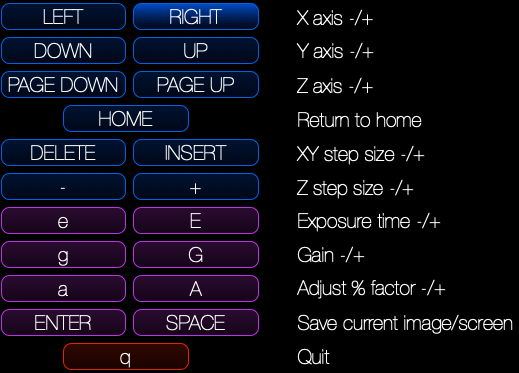 LEFT RIGHT X axis -/+
DOWN UP Y axis -/+
PAGE DOWN PAGE UP Z axis -/+
HOME Return to home
DELETE INSERT XY step size -/+
- + Z step size -/+
e E Exposure time -/+
g G Gain -/+
a A Adjust % factor -/+
ENTER SPACE Save current image/screen
q Quit